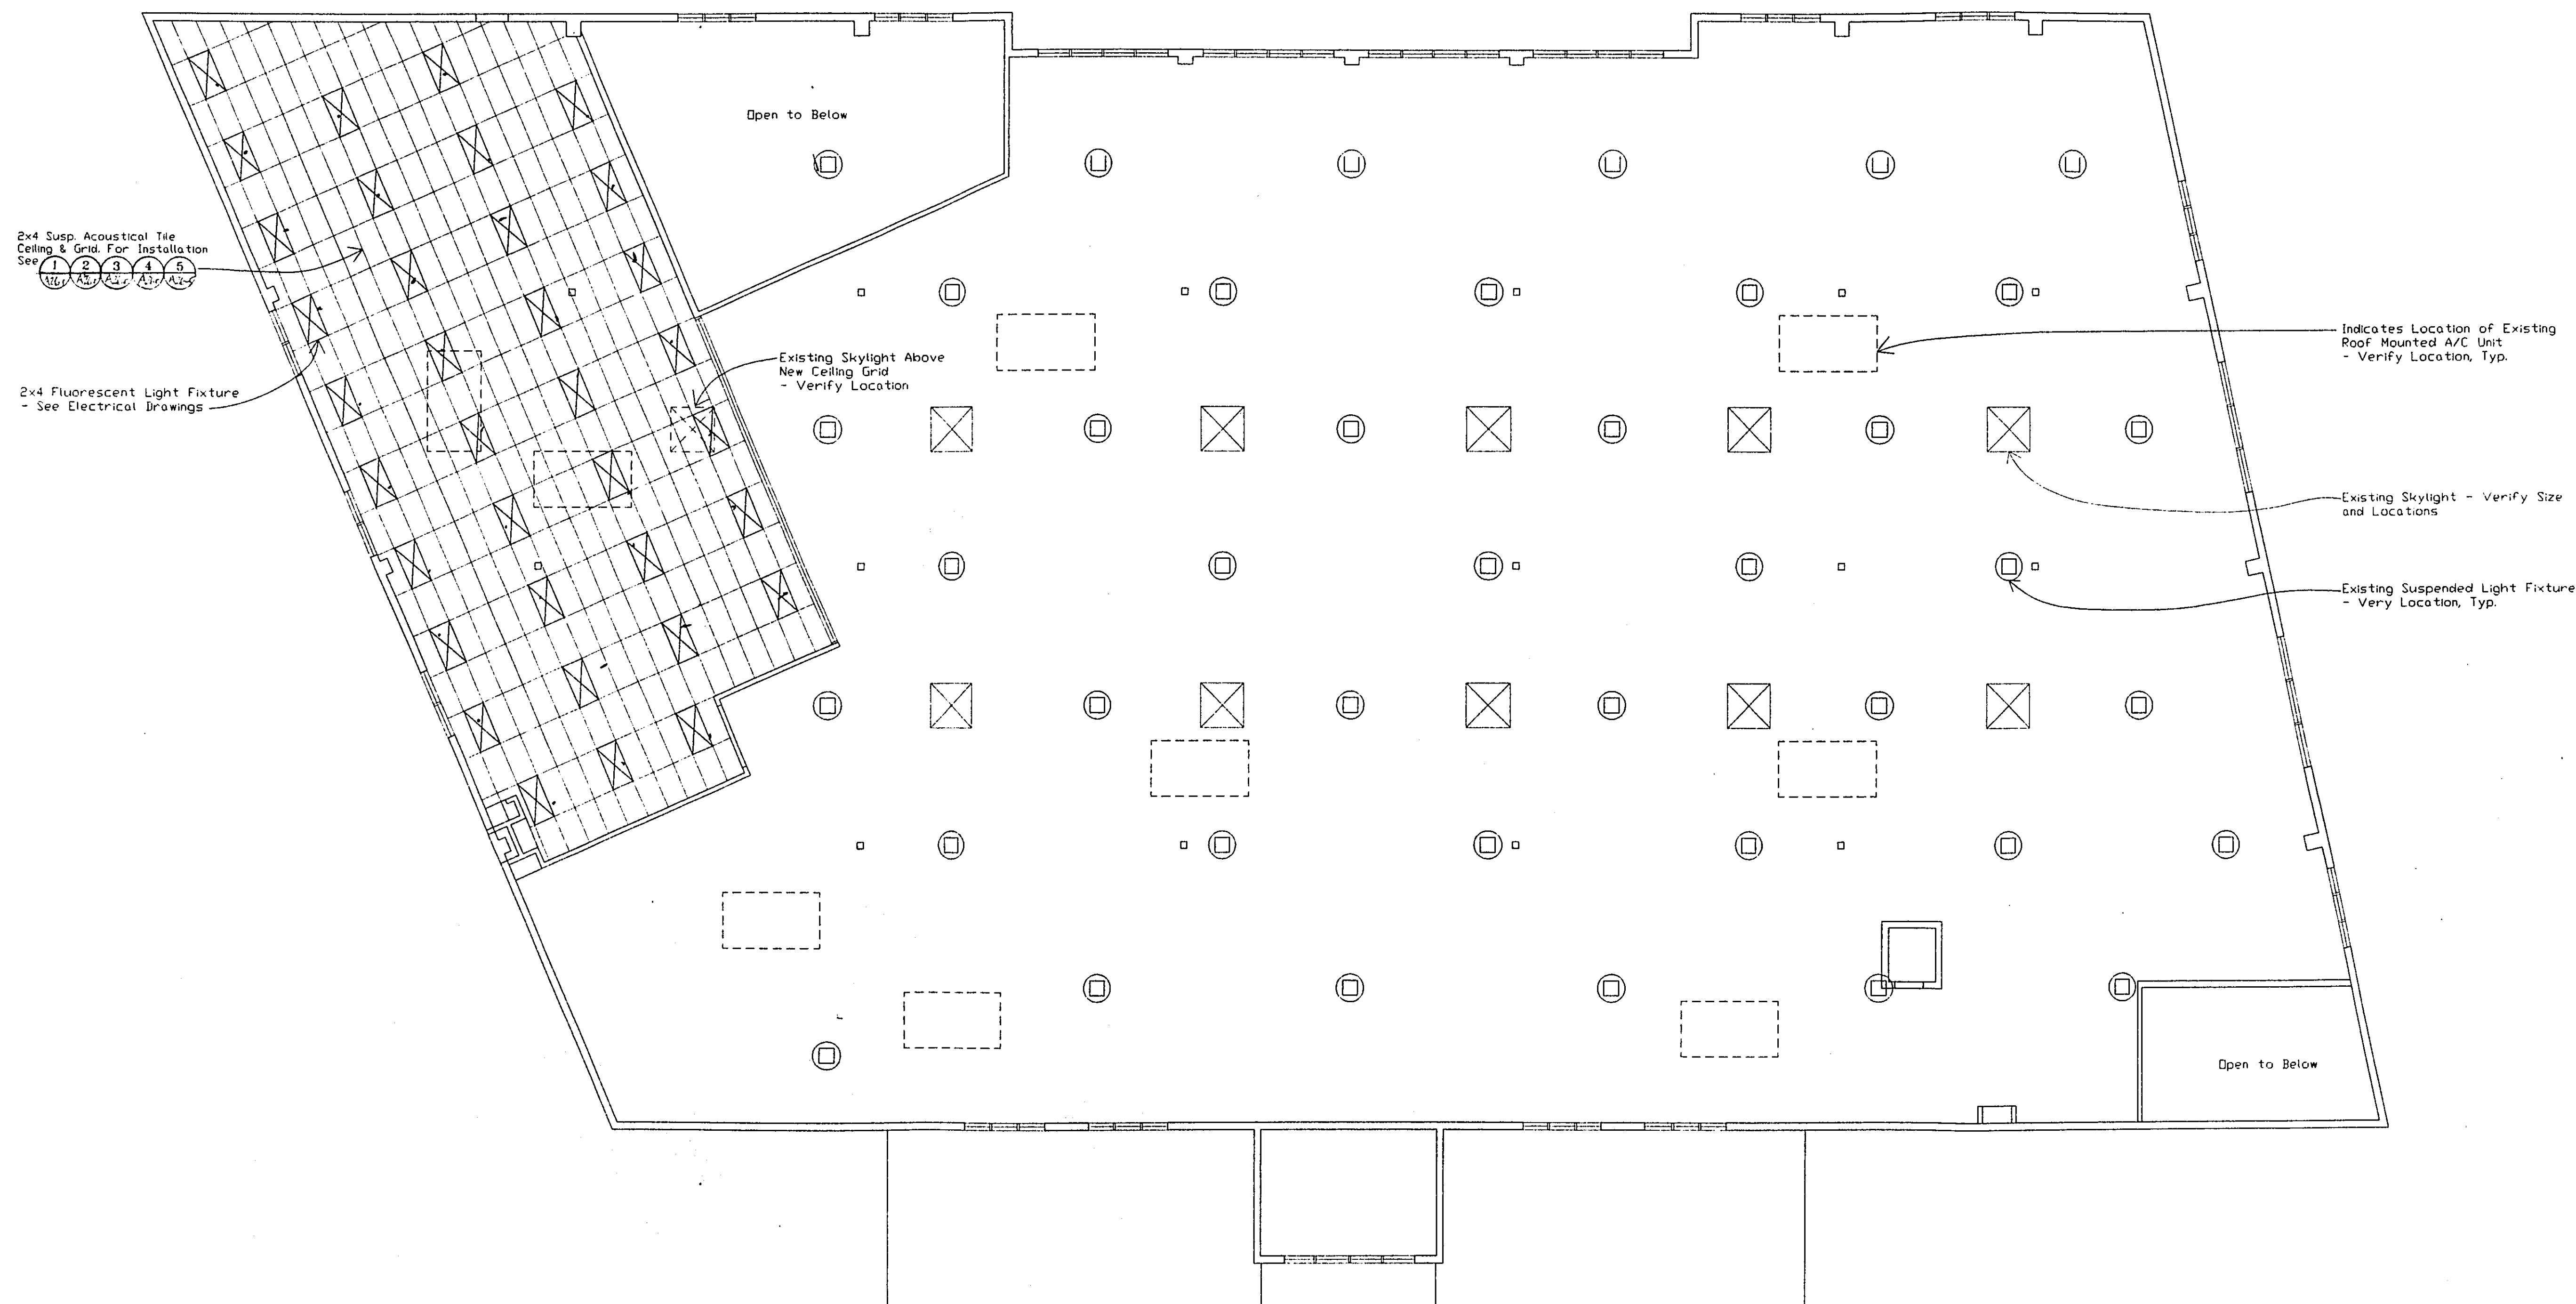 Open to Below
2x4 Susp. Acoustical Tile
Ceiling & Grid. For Installation
See
1 2 3 4 5
Indicates Location of Existing
Roof Mounted A/C Unit
- Verify Location, Typ.
Existing Skylight Above
New Ceiling Grid
- Verify Location
2x4 Fluorescent Light Fixture
- See Electrical Drawings
Existing Skylight - Verify Size
and Locations
Existing Suspended Light Fixture
- Very Location, Typ.
Open to Below